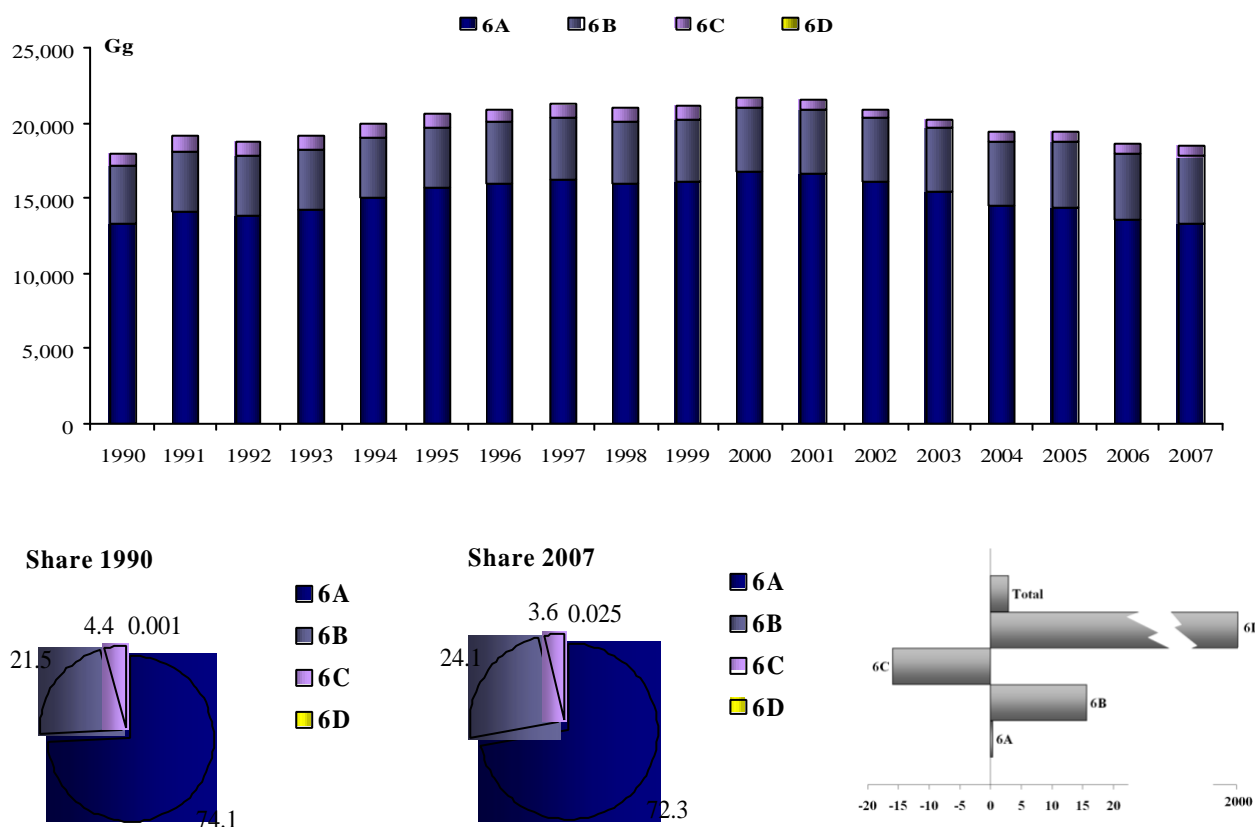 6A 6B 6C 6D
Gg
25,000
20,000
15,000
10,000
5,000
0
1990 1991 1992 1993 1994 1995 1996 1997 1998 1999 2000 2001 2002 2003 2004 2005 2006 2007
Share 1990
4.4 0.001
21.5
74.1
6A
6B
6C
6D
Share 2007
3.6 0.025
24.1
72.3
6A
6B
6C
6D
Total
6C
6B
6A
-20 -15 -10 -5 0 5 10 15 20 2000